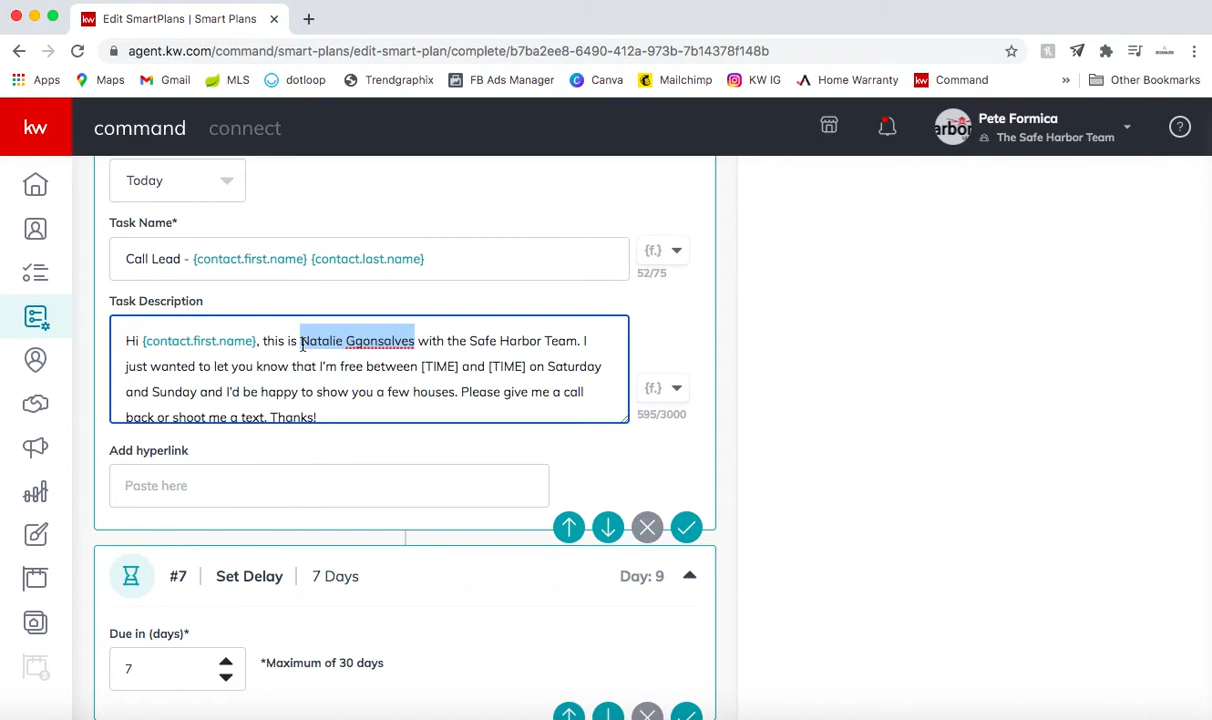 Edit SmartPlans | Smart Plans
agent.kw.com/command/smart-plans/edit-smart-plan/complete/b7ba2ee8-6490-412a-973b-7b14378f148b
Apps Maps Gmail MLS dotloop Trendgraphix FB Ads Manager Canva Mailchimp KW IG Home Warranty Command » Other Bookmarks
kw command connect Pete Formica
The Safe Harbor Team
Today
Task Name*
Call Lead - {contact.first.name} {contact.last.name}
{f.}
52/75
Task Description
Hi {contact.first.name}, this is Natalie Ggonsalves with the Safe Harbor Team. I
just wanted to let you know that I'm free between [TIME] and [TIME] on Saturday
and Sunday and I'd be happy to show you a few houses. Please give me a call
back or shoot me a text. Thanks!
{f.}
595/3000
Add hyperlink
Paste here
#7 Set Delay 7 Days Day: 9
Due in (days)*
7
*Maximum of 30 days